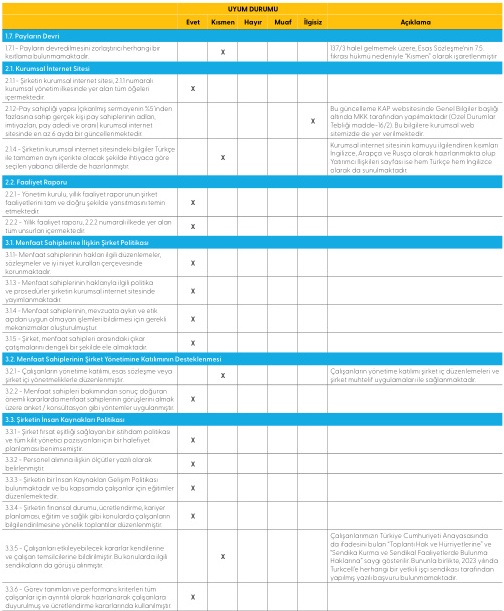 UYUM DURUMU
Evet Kısmen Hayır Muaf İlgisiz Açıklama
1.7. Payların Devri
1.7.1 - Payların devredilmesini zorlaştırıcı herhangi bir
kısıtlama bulunmamaktadır.
X
137/3 halel gelmemek üzere, Esas Sözleşme'nin 7.5.
fıkrası hükmü nedeniyle "Kısmen" olarak işaretlenmiştir
2.1. Kurumsal İnternet Sitesi
2.1.1 - Şirketin kurumsal internet sitesi, 2.1.1 numaralı
kurumsal yönetim ilkesinde yer alan tüm öğeleri
içermektedir.
X
2.1.2-Pay sahipliği yapısı (çıkarılmış sermayenin %5'inden
fazlasına sahip gerçek kişi pay sahiplerinin adları,
imtiyazları, pay adedi ve oranı) kurumsal internet
sitesinde en az 6 ayda bir güncellenmektedir.
X
Bu güncelleme KAP websitesinde Genel Bilgiler başlığı
altında MKK tarafından yapılmaktadır (Özel Durumlar
Tebliği madde-16/2). Bu bilgilere kurumsal web
sitemizde de yer verilmektedir.
2.1.4 - Şirketin kurumsal internet sitesindeki bilgiler Türkçe
ile tamamen aynı içerikte olacak şekilde ihtiyaca göre
seçilen yabancı dillerde de hazırlanmıştır.
X
Kurumsal internet sitesinin kamuyu ilgilendiren kısımları
İngilizce, Arapça ve Rusça olarak hazırlanmakta olup
Yatırımcı İlişkileri sayfası ise hem Türkçe hem İngilizce
olarak da sunulmaktadır.
2.2. Faaliyet Raporu
2.2.1 - Yönetim kurulu, yıllık faaliyet raporunun şirket
faaliyetlerini tam ve doğru şekilde yansıtmasını temin
etmektedir.
X
2.2.2 - Yıllık faaliyet raporu, 2.2.2 numaralı ilkede yer alan
tüm unsurları içermektedir.
X
3.1. Menfaat Sahiplerine İlişkin Şirket Politikası
3.1.1- Menfaat sahiplerinin hakları ilgili düzenlemeler,
sözleşmeler ve iyi niyet kuralları çerçevesinde
korunmaktadır.
X
3.1.3 - Menfaat sahiplerinin haklarıyla ilgili politika
ve prosedürler şirketin kurumsal internet sitesinde
yayımlanmaktadır.
X
3.1.4 - Menfaat sahiplerinin, mevzuata aykırı ve etik
açıdan uygun olmayan işlemleri bildirmesi için gerekli
mekanizmalar oluşturulmuştur.
X
3.1.5 - Şirket, menfaat sahipleri arasındaki çıkar
çatışmalarını dengeli bir şekilde ele almaktadır.
X
3.2. Menfaat Sahiplerinin Şirket Yönetimine Katılımının Desteklenmesi
3.2.1 - Çalışanların yönetime katılımı, esas sözleşme veya
şirket içi yönetmeliklerle düzenlenmiştir.
X
Çalışanların yönetime katılımı şirket iç düzenlemeleri ve
şirket muhtelif uygulamaları ile sağlanmaktadır.
3.2.2 - Menfaat sahipleri bakımından sonuç doğuran
önemli kararlarda menfaat sahiplerinin görüşlerini almak
üzere anket / konsültasyon gibi yöntemler uygulanmıştır.
X
3.3. Şirketin İnsan Kaynakları Politikası
3.3.1 - Şirket fırsat eşitliği sağlayan bir istihdam politikası
ve tüm kilit yönetici pozisyonları için bir halefiyet
planlaması benimsemiştir.
X
3.3.2 - Personel alımına ilişkin ölçütler yazılı olarak
belirlenmiştir.
X
3.3.3 - Şirketin bir İnsan Kaynakları Gelişim Politikası
bulunmaktadır ve bu kapsamda çalışanlar için eğitimler
düzenlemektedir.
X
3.3.4 - Şirketin finansal durumu, ücretlendirme, kariyer
planlaması, eğitim ve sağlık gibi konularda çalışanların
bilgilendirilmesine yönelik toplantılar düzenlenmiştir.
X
3.3.5 - Çalışanları etkileyebilecek kararlar kendilerine
ve çalışan temsilcilerine bildirilmiştir. Bu konularda ilgili
sendikaların da görüşü alınmıştır.
X
Çalışanlarımızın Türkiye Cumhuriyeti Anayasasında
da ifadesini bulan "Toplantı Hak ve Hürriyetlerine" ve
"Sendika Kurma ve Sendikal Faaliyetlerde Bulunma
Haklarına" saygı gösterilir. Bununla birlikte, 2023 yılında
Turkcell'e herhangi bir yetkili işçi sendikası tarafından
yapılmış yazılı başvuru bulunmamaktadır.
3.3.6 - Görev tanımları ve performans kriterleri tüm
çalışanlar için ayrıntılı olarak hazırlanarak çalışanlara
duyurulmuş ve ücretlendirme kararlarında kullanılmıştır.
X